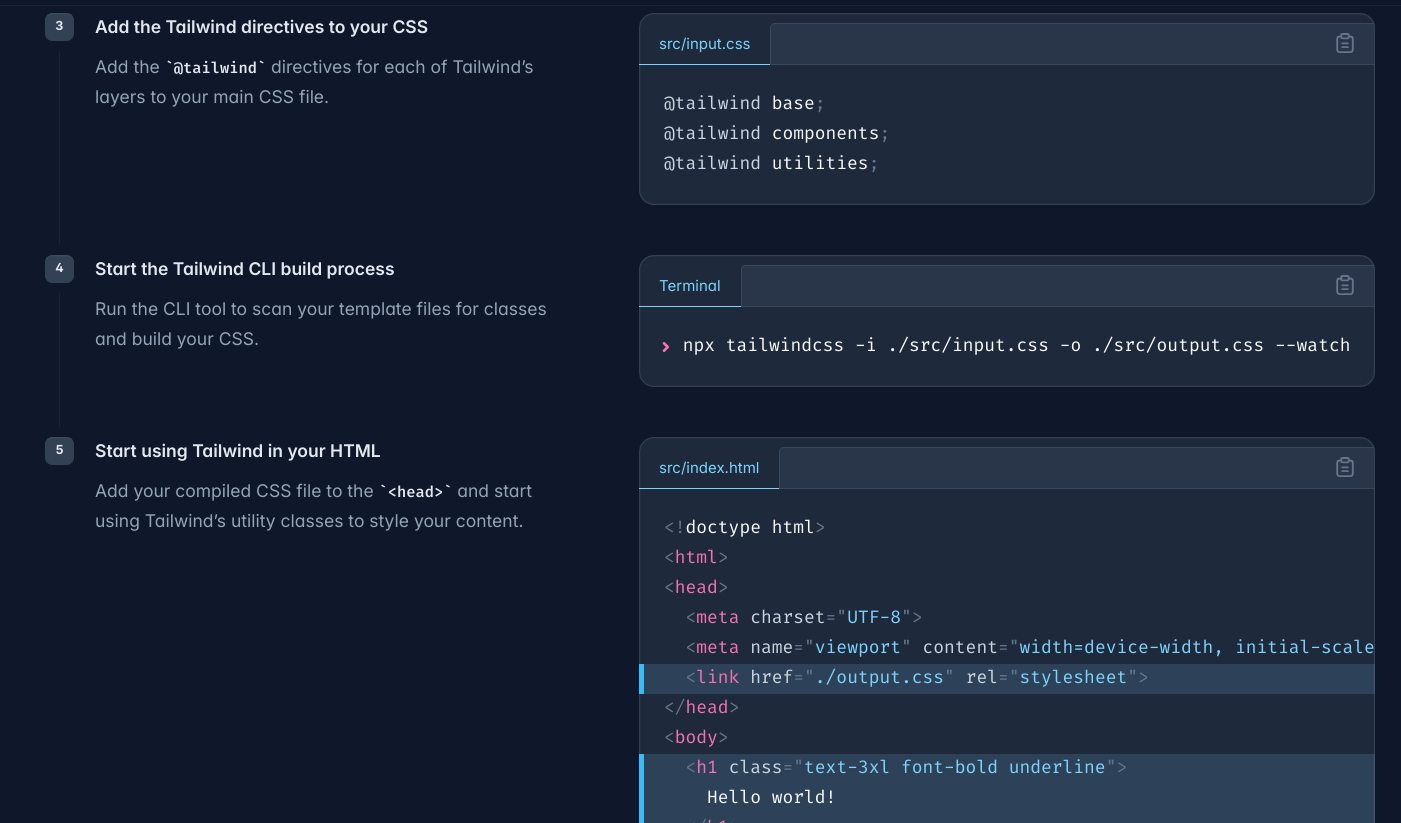 3
Add the Tailwind directives to your CSS
Add the `@tailwind` directives for each of Tailwind’s
layers to your main CSS file.
src/input.css
@tailwind base;
@tailwind components;
@tailwind utilities;
4
Start the Tailwind CLI build process
Run the CLI tool to scan your template files for classes
and build your CSS.
Terminal
› npx tailwindcss -i ./src/input.css -o ./src/output.css --watch
5
Start using Tailwind in your HTML
Add your compiled CSS file to the `<head>` and start
using Tailwind’s utility classes to style your content.
src/index.html
<!doctype html>
<html>
<head>
  <meta charset="UTF-8">
  <meta name="viewport" content="width=device-width, initial-scale
  <link href="./output.css" rel="stylesheet">
</head>
<body>
  <h1 class="text-3xl font-bold underline">
    Hello world!